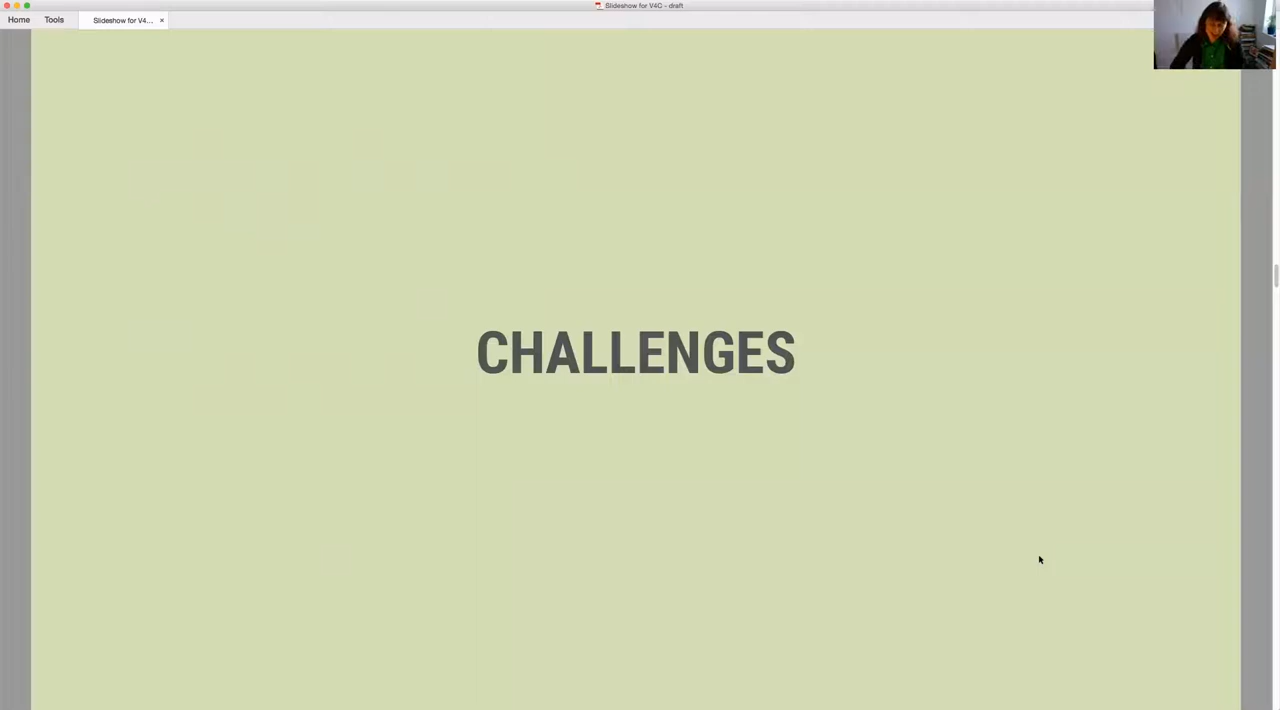 Slideshow for V4C - draft
Home Tools Slideshow for V4... ×
CHALLENGES